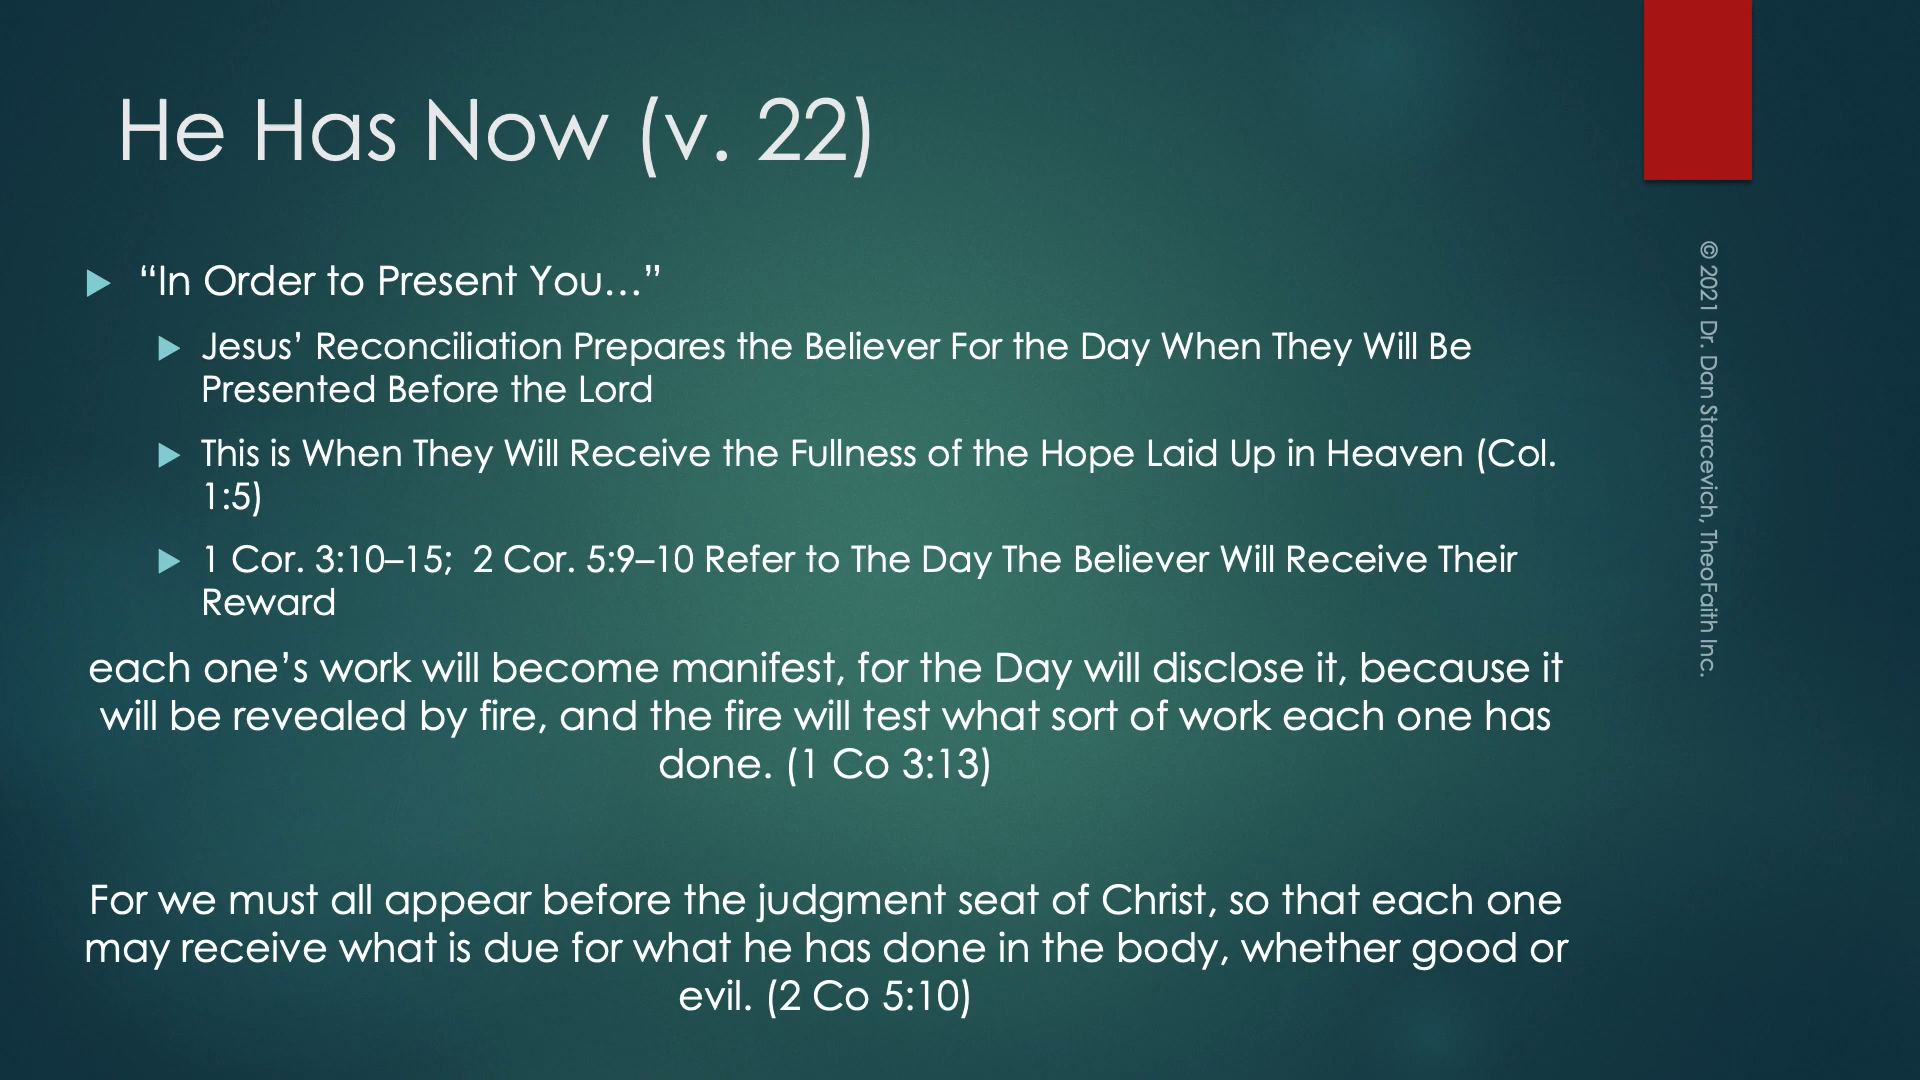 He Has Now (v. 22)
“In Order to Present You…”
Jesus’ Reconciliation Prepares the Believer For the Day When They Will Be
Presented Before the Lord
This is When They Will Receive the Fullness of the Hope Laid Up in Heaven (Col.
1:5)
1 Cor. 3:10–15;  2 Cor. 5:9–10 Refer to The Day The Believer Will Receive Their
Reward
each one’s work will become manifest, for the Day will disclose it, because it
will be revealed by fire, and the fire will test what sort of work each one has
done. (1 Co 3:13)
For we must all appear before the judgment seat of Christ, so that each one
may receive what is due for what he has done in the body, whether good or
evil. (2 Co 5:10)
© 2021 Dr. Dan Starcevich, TheoFaith Inc.